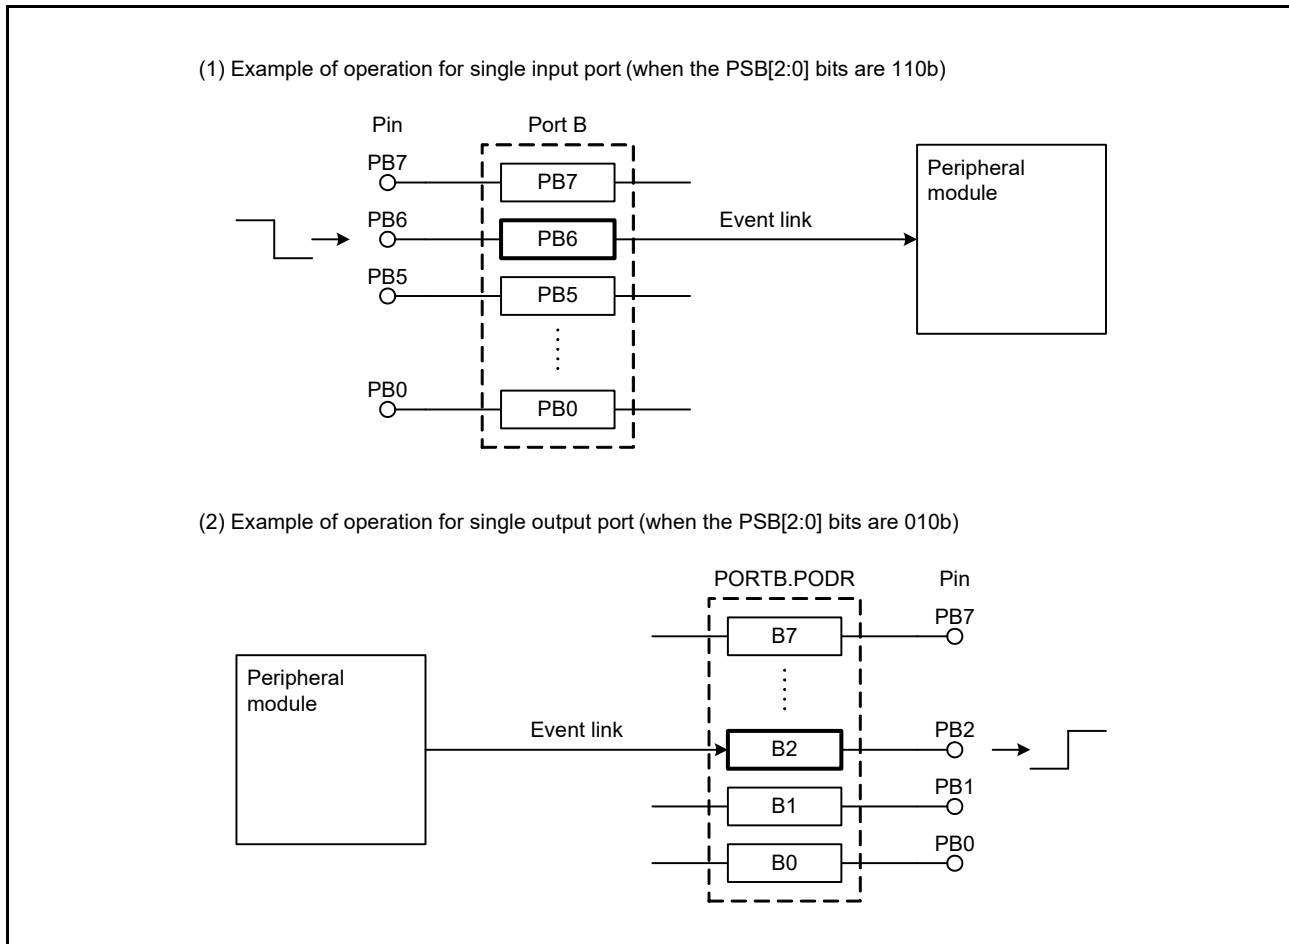 (1) Example of operation for single input port (when the PSB[2:0] bits are 110b)
Pin
Port B
PB7
PB7
PB6
PB6
Event link
PB5
PB5
PB0
PB0
Peripheral
module
(2) Example of operation for single output port (when the PSB[2:0] bits are 010b)
PORTB.PODR
Pin
Peripheral
module
Event link
B7
PB7
B2
PB2
B1
PB1
B0
PB0